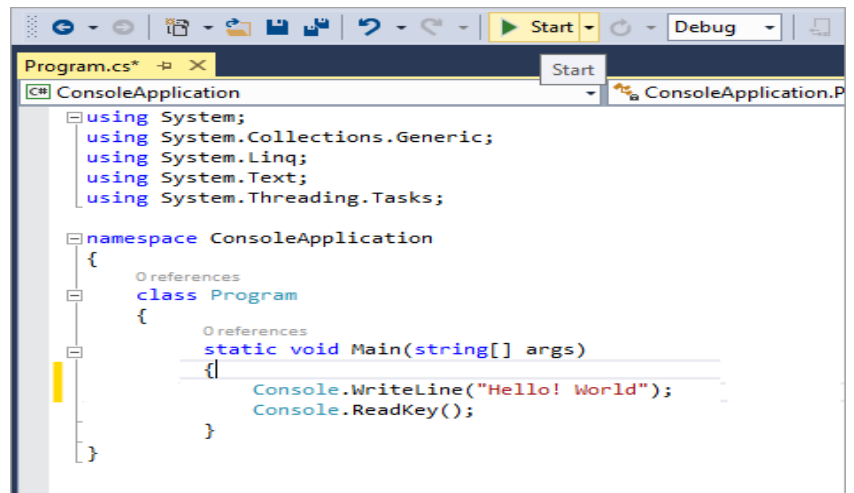 Start
Debug
Program.cs*
Start
C# ConsoleApplication
ConsoleApplication.P
using System;
using System.Collections.Generic;
using System.Linq;
using System.Text;
using System.Threading.Tasks;
namespace ConsoleApplication
{
0 references
class Program
{
0 references
static void Main(string[] args)
{
Console.WriteLine("Hello! World");
Console.ReadKey();
}
}